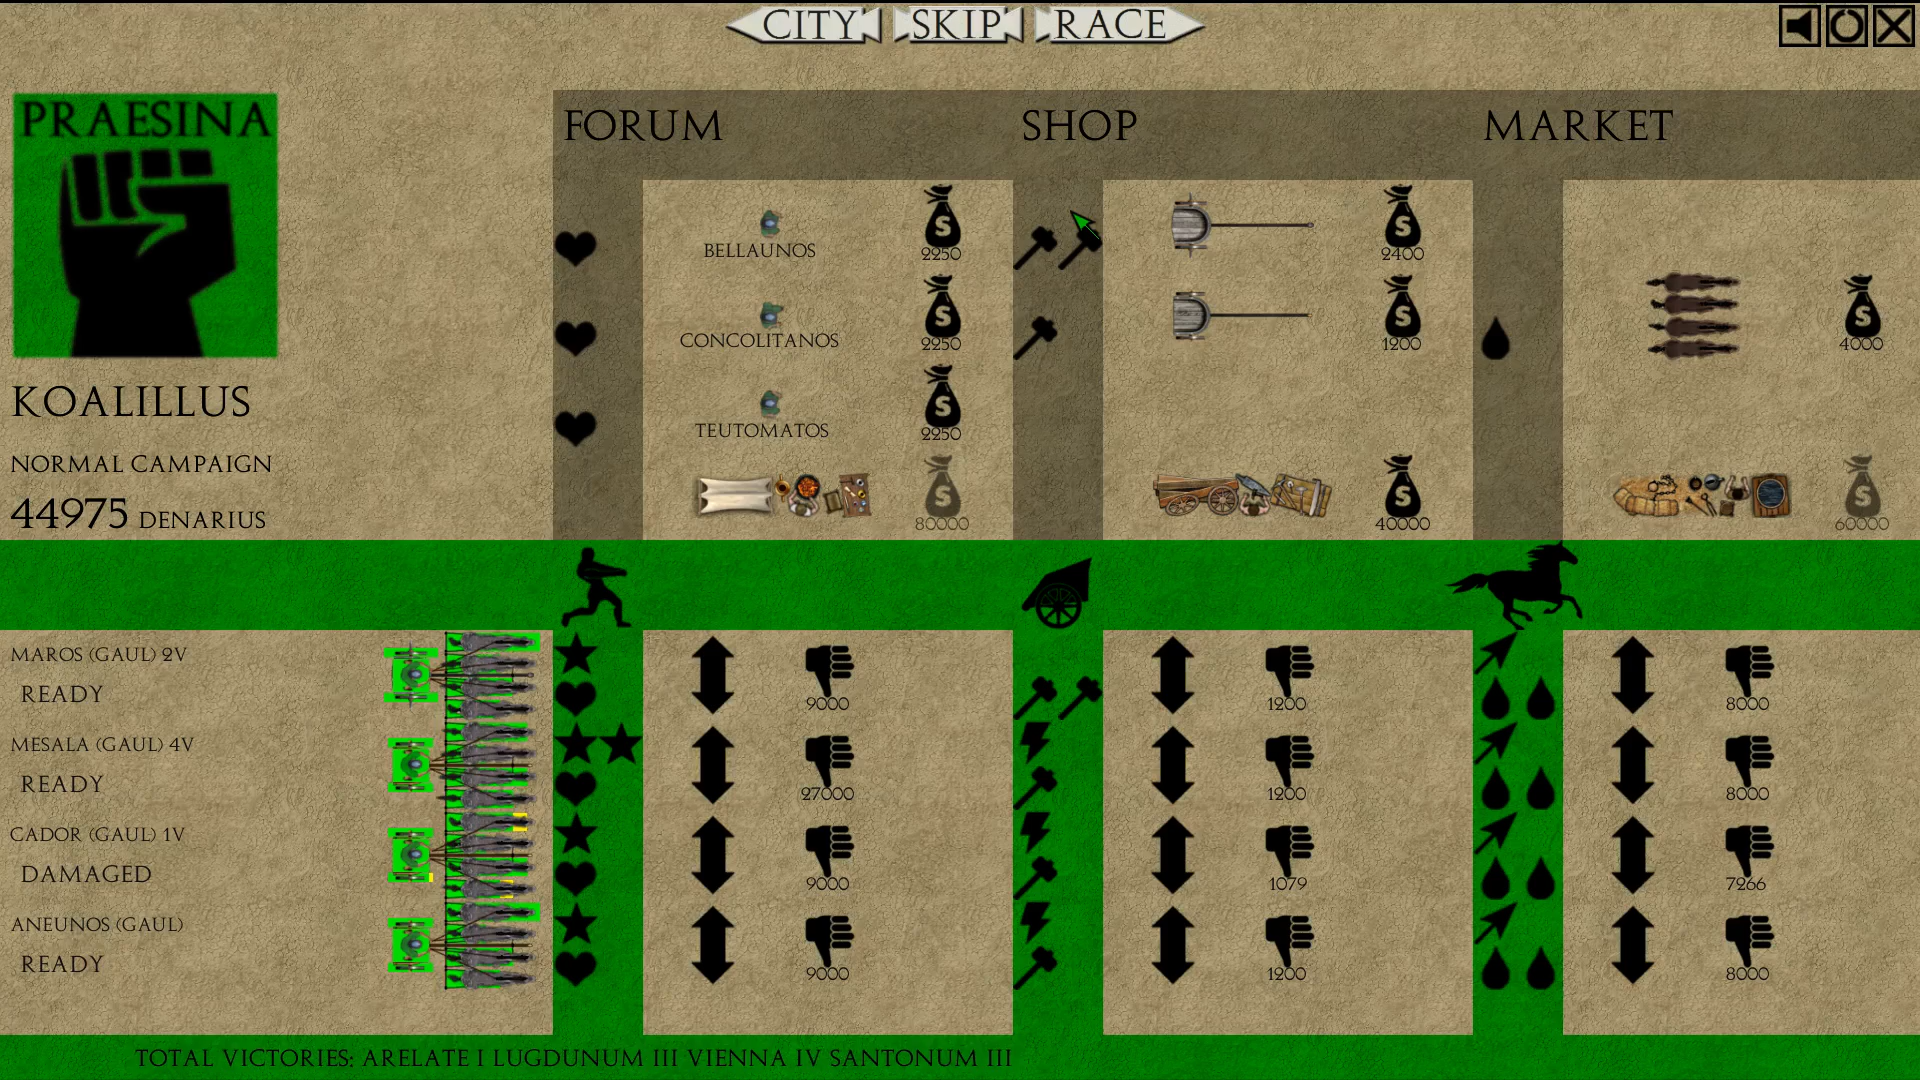 CITY SKIP RACE
PRAESINA
KOALILLUS
NORMAL CAMPAIGN
44975 DENARIUS
FORUM
BELLAUNOS
S
2250
CONCOLITANOS
S
2250
TEUTOMATOS
S
2250
S
80000
SHOP
S
2400
S
1200
S
40000
MARKET
S
4000
S
60000
MAROS (GAUL) 2V
READY
9000
1200
8000
MESALA (GAUL) 4V
READY
27000
1200
8000
CADOR (GAUL) 1V
DAMAGED
9000
1079
7266
ANEUNOS (GAUL)
READY
9000
1200
8000
TOTAL VICTORIES: ARELATE I LUGDUNUM III VIENNA IV SANTONUM III